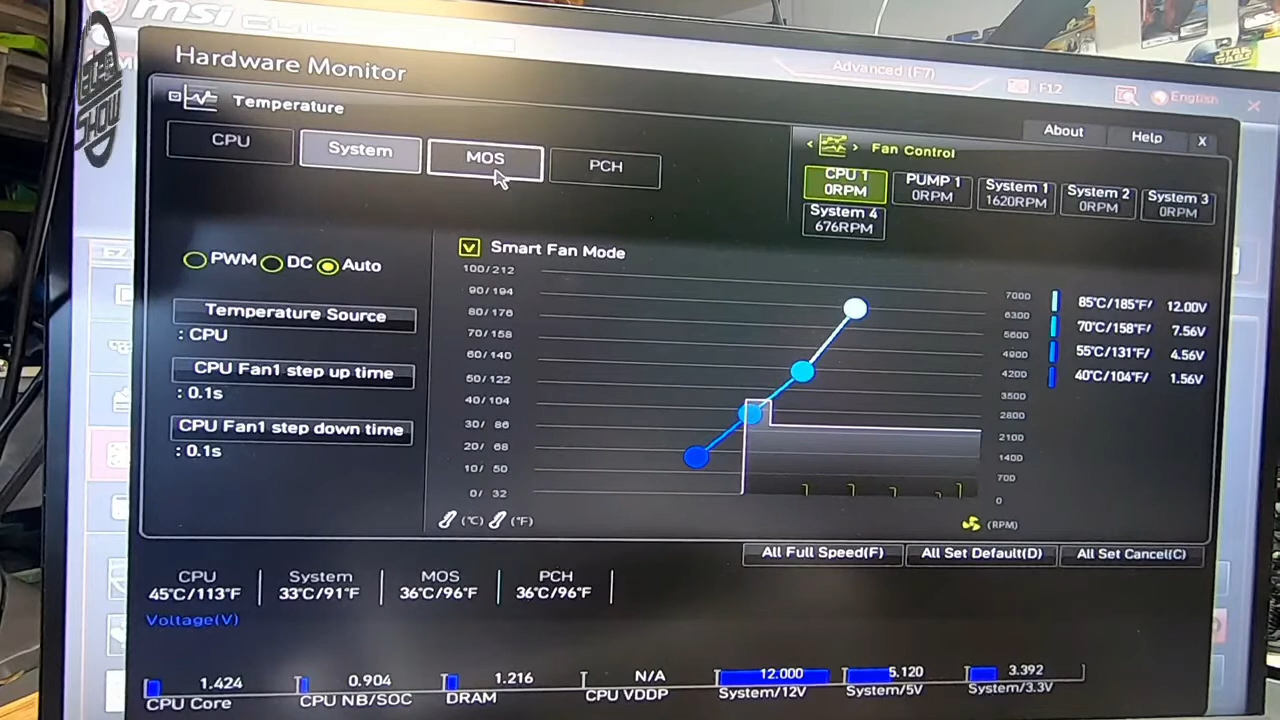 msi
Hardware Monitor
Advanced (F7)
F12
English
Temperature
CPU
System
MOS
PCH
About
Help
X
Fan Control
CPU 1
0RPM
PUMP 1
0RPM
System 1
1620RPM
System 2
0RPM
System 3
0RPM
System 4
676RPM
PWM
DC
Auto
Smart Fan Mode
Temperature Source
: CPU
CPU Fan1 step up time
: 0.1s
CPU Fan1 step down time
: 0.1s
100/212
90/194
80/176
70/158
60/140
50/122
40/104
30/ 86
20/ 68
10/ 50
0/ 32
(°C)
(°F)
7000
6300
5600
4900
4200
3500
2800
2100
1400
700
0
(RPM)
85°C/185°F/ 12.00V
70°C/158°F/ 7.56V
55°C/131°F/ 4.56V
40°C/104°F/ 1.56V
All Full Speed(F)
All Set Default(D)
All Set Cancel(C)
CPU
45°C/113°F
System
33°C/91°F
MOS
36°C/96°F
PCH
36°C/96°F
Voltage(V)
1.424
CPU Core
0.904
CPU NB/SOC
1.216
DRAM
N/A
CPU VDDP
12.000
System/12V
5.120
System/5V
3.392
System/3.3V
STAR
WARS
SHOW